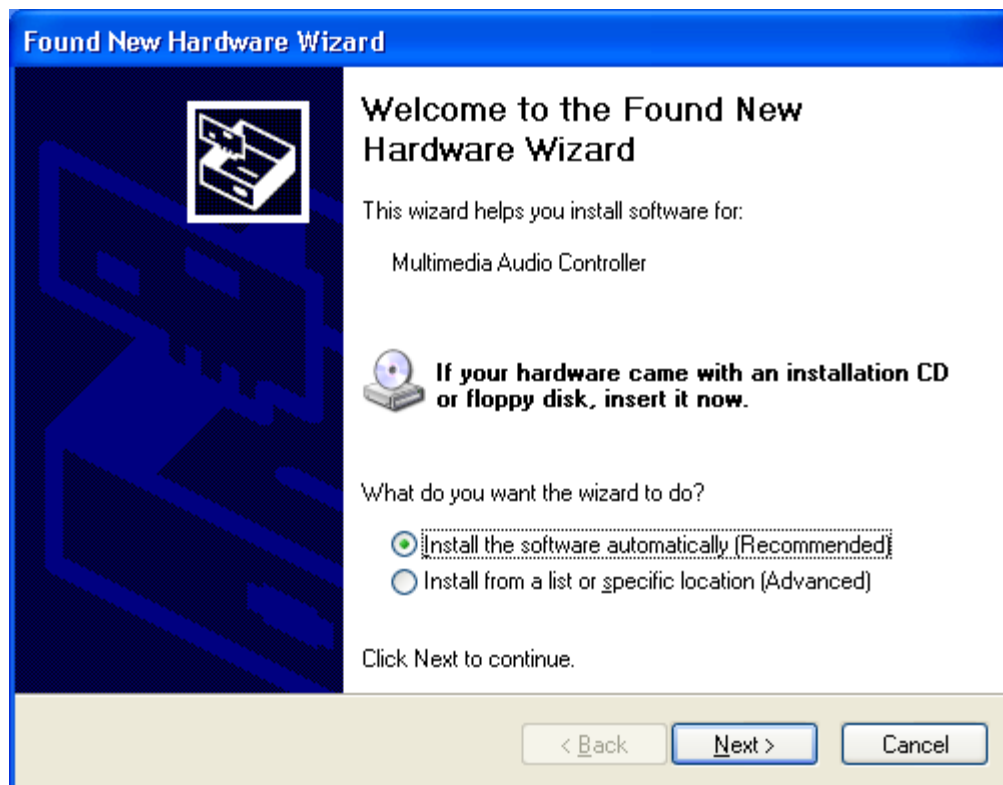 Found New Hardware Wizard
Welcome to the Found New
Hardware Wizard
This wizard helps you install software for:
Multimedia Audio Controller
If your hardware came with an installation CD
or floppy disk, insert it now.
What do you want the wizard to do?
Install the software automatically (Recommended)
Install from a list or specific location (Advanced)
Click Next to continue.
< Back
Next >
Cancel